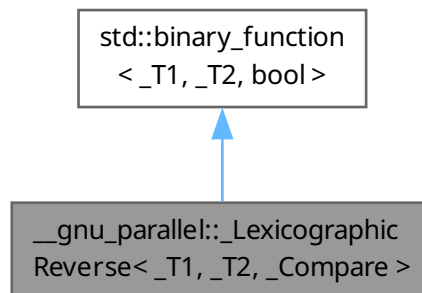 std::binary_function
< _T1, _T2, bool >
__gnu_parallel::_Lexicographic
Reverse< _T1, _T2, _Compare >